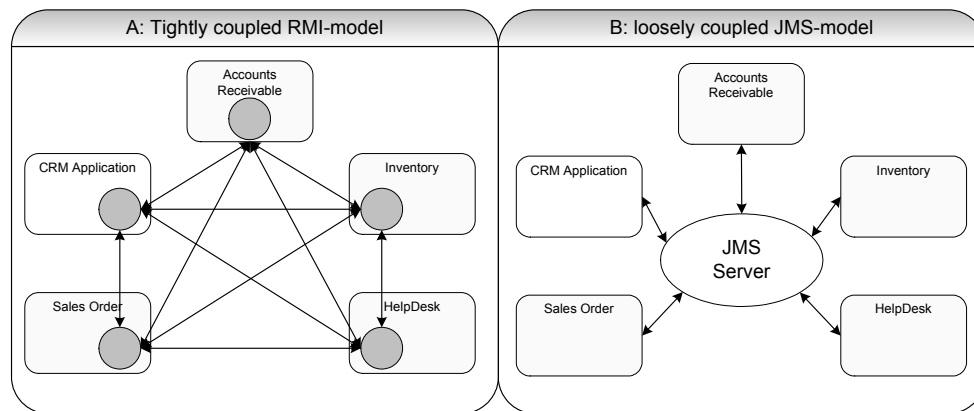 A: Tightly coupled RMI-model
Accounts
Receivable
CRM Application
Inventory
Sales Order
HelpDesk
B: loosely coupled JMS-model
Accounts
Receivable
CRM Application
Inventory
JMS
Server
Sales Order
HelpDesk